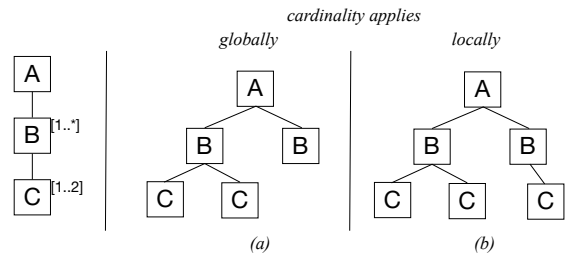 cardinality applies
globally locally
A A A
B [1..*] B B B B
C [1..2] C C C C C
(a) (b)